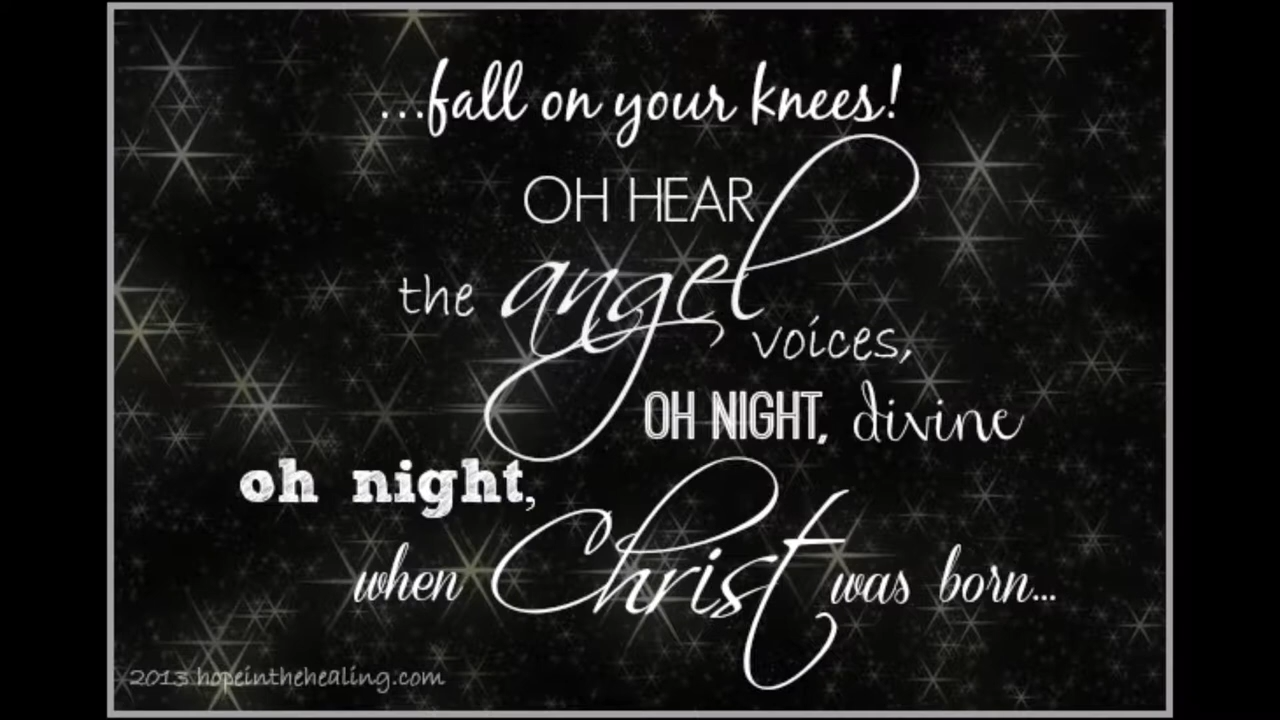 ...fall on your knees!
OH HEAR
the angel
voices,
OH NIGHT, divine
oh night,
when Christ was born...
2013 hopeinthehealing.com